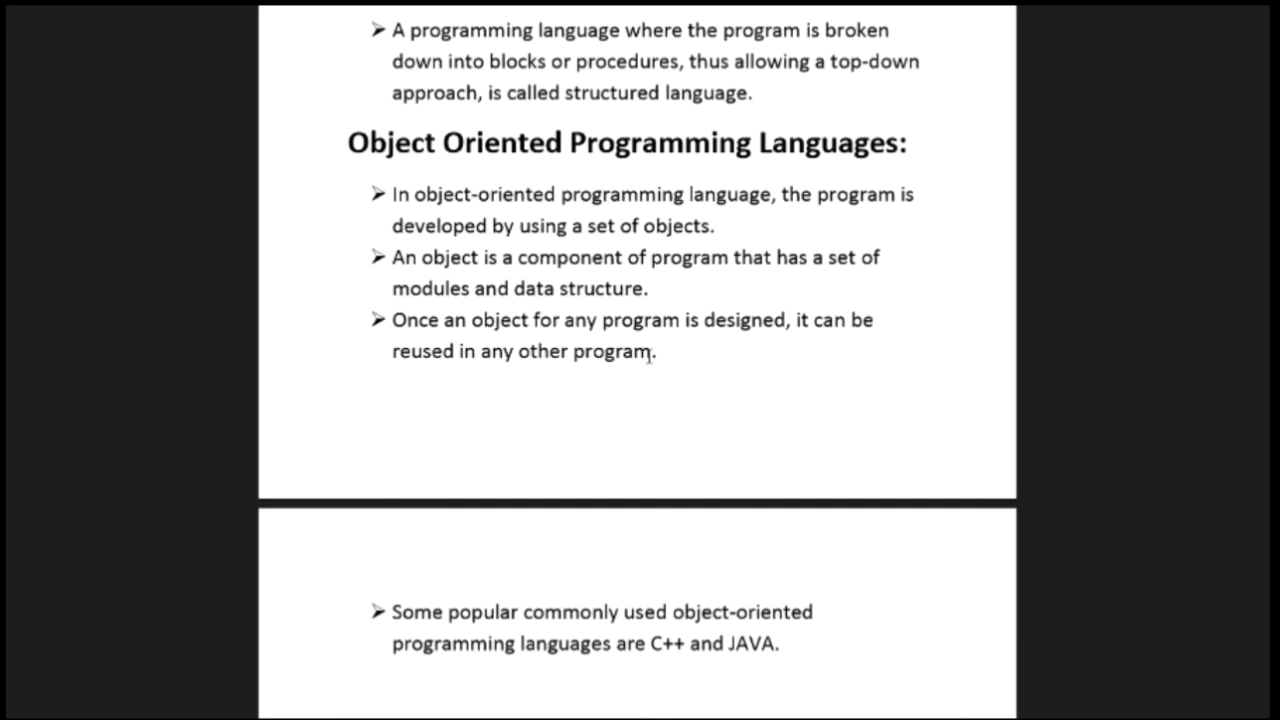 ➢ A programming language where the program is broken
down into blocks or procedures, thus allowing a top-down
approach, is called structured language.
Object Oriented Programming Languages:
➢ In object-oriented programming language, the program is
developed by using a set of objects.
➢ An object is a component of program that has a set of
modules and data structure.
➢ Once an object for any program is designed, it can be
reused in any other program.
➢ Some popular commonly used object-oriented
programming languages are C++ and JAVA.